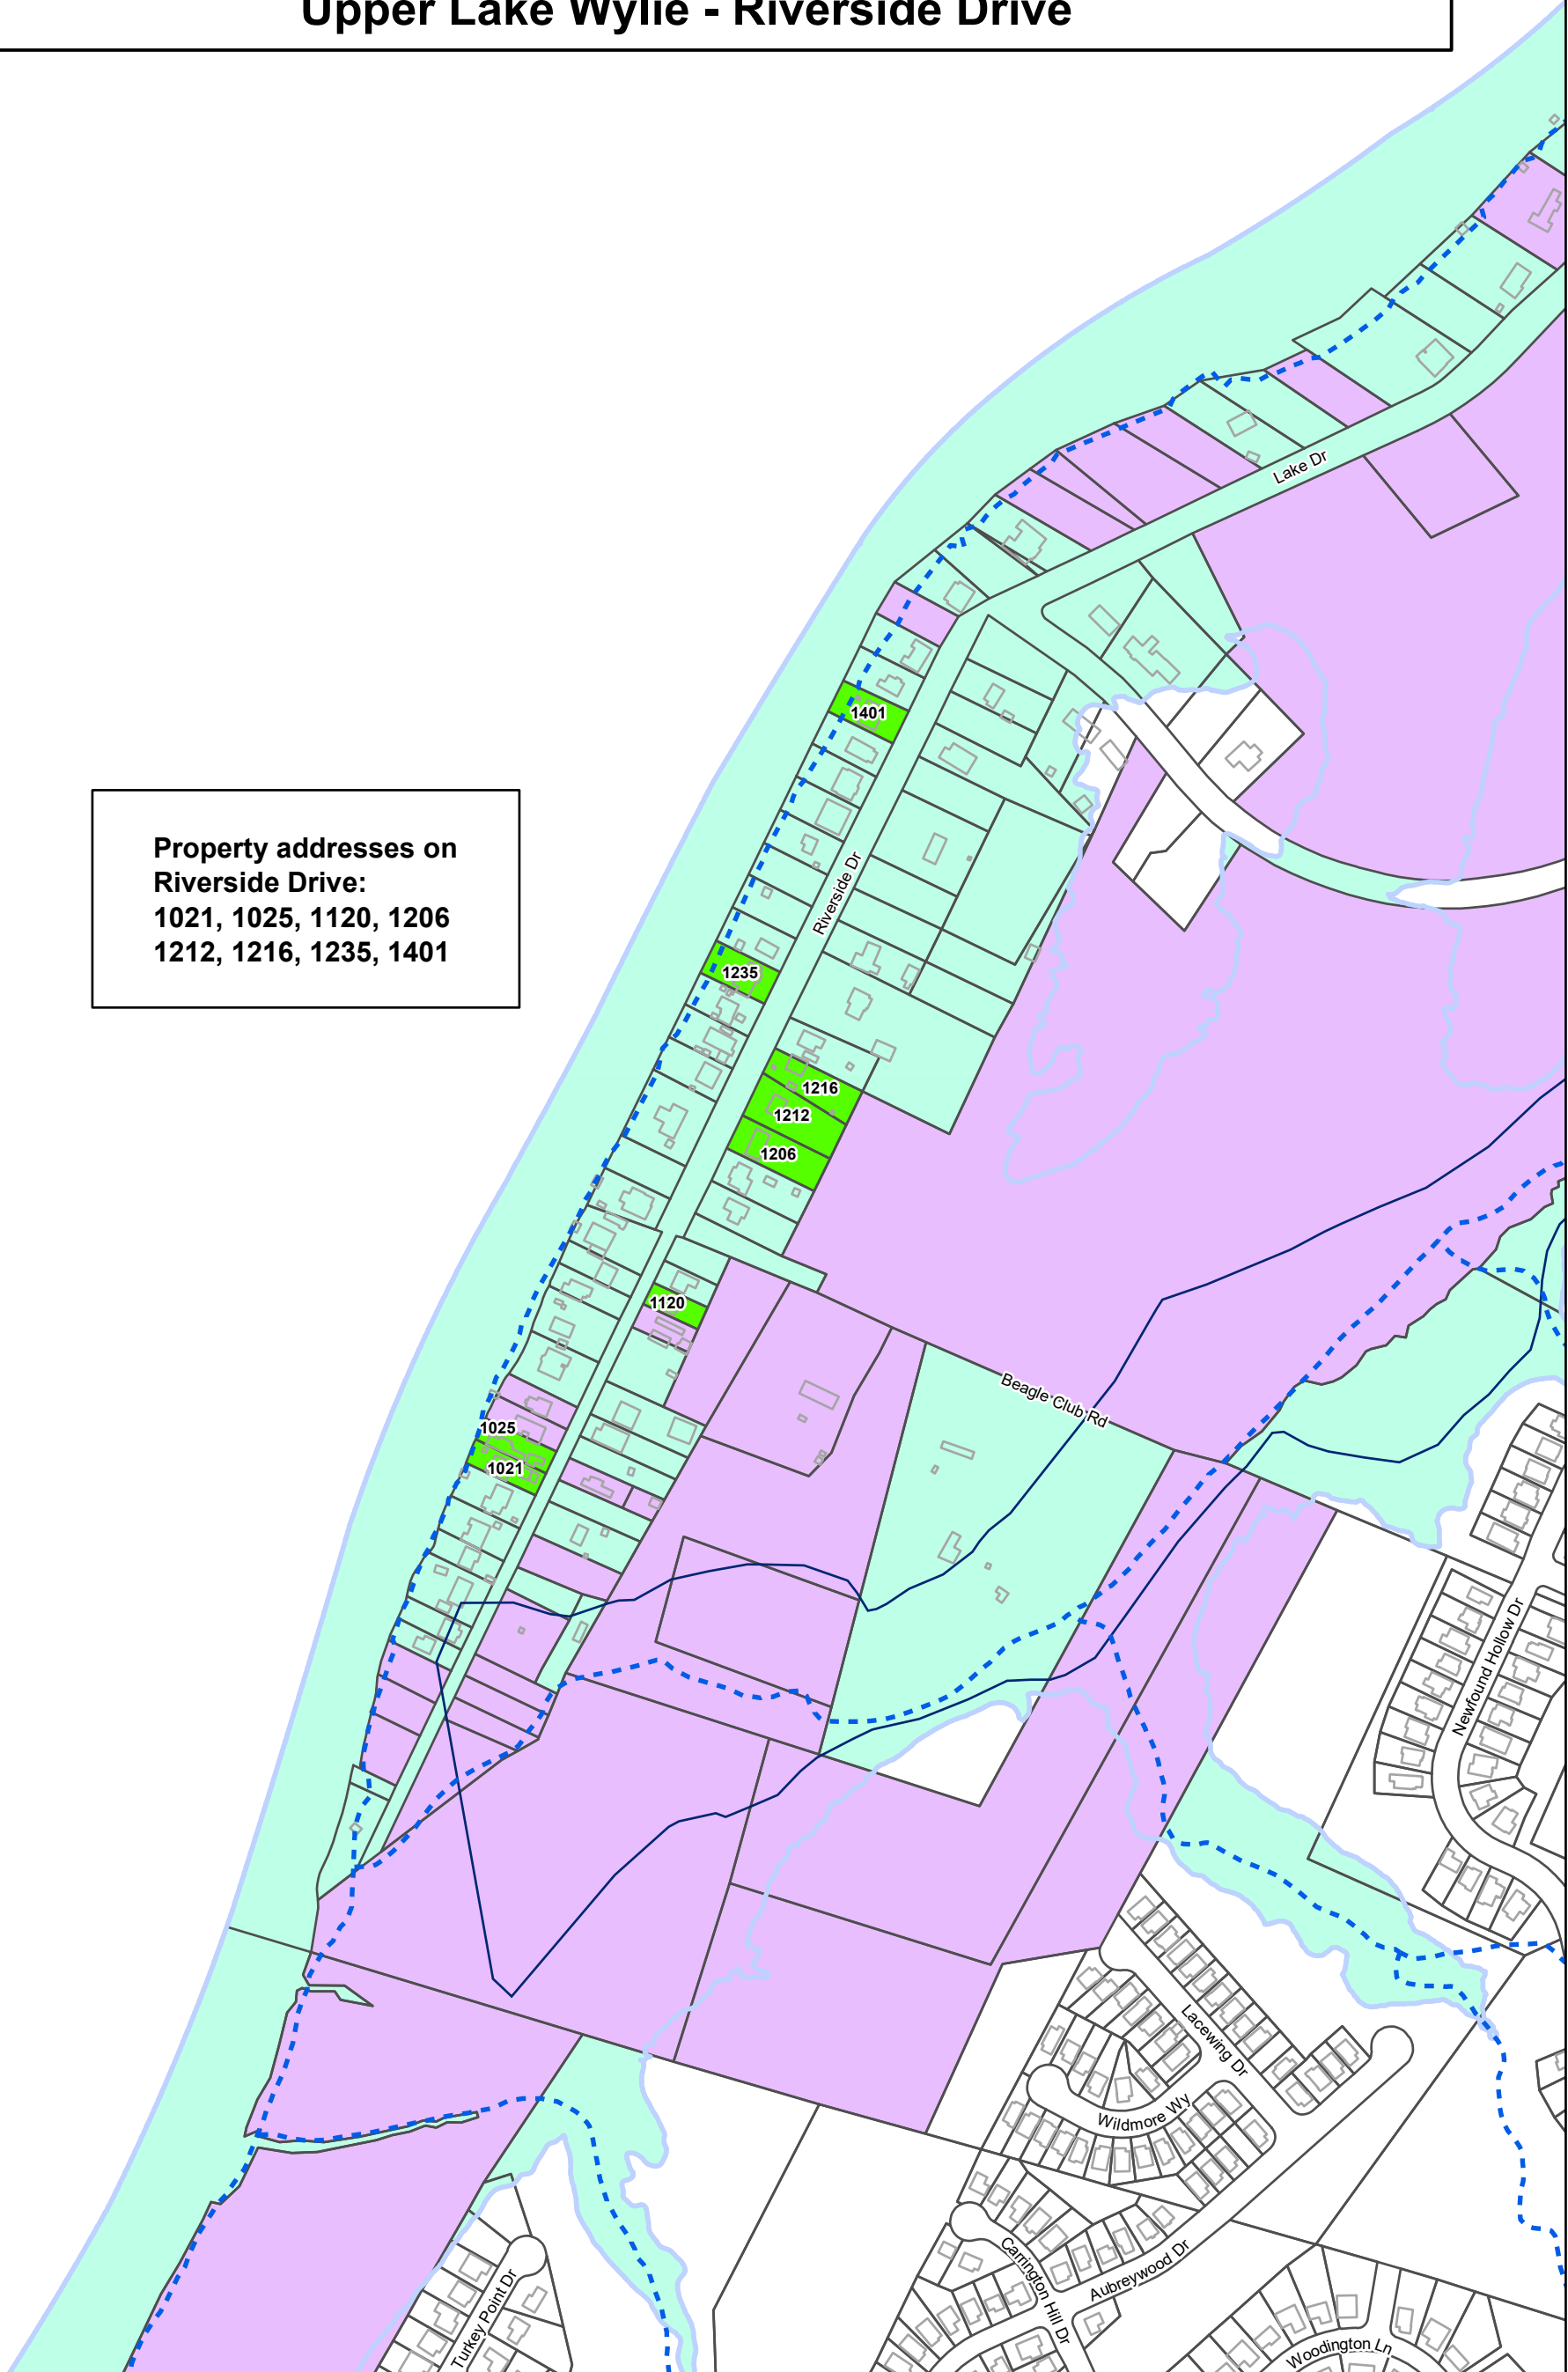 Upper Lake Wylie - Riverside Drive
Lake Dr
1401
Property addresses on
Riverside Drive:
1021, 1025, 1120, 1206
1212, 1216, 1235, 1401
Riverside Dr
1235
1216
1212
1206
1120
Beagle Club Rd
1025
1021
Newfound Hollow Dr
Lacewing Dr
Wildmore Wy
Carrington Hill Dr
Aubreywood Dr
Turkey Point Dr
Woodington Ln